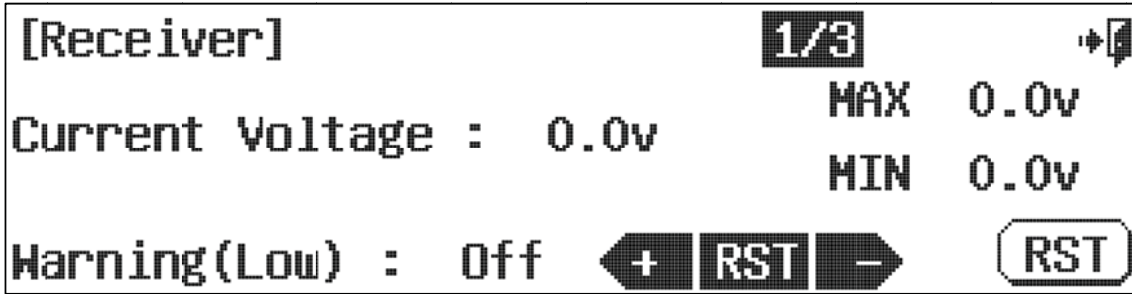 [Receiver] 1/3
MAX 0.0v
Current Voltage : 0.0v
MIN 0.0v
Warning(Low) : Off + RST - RST